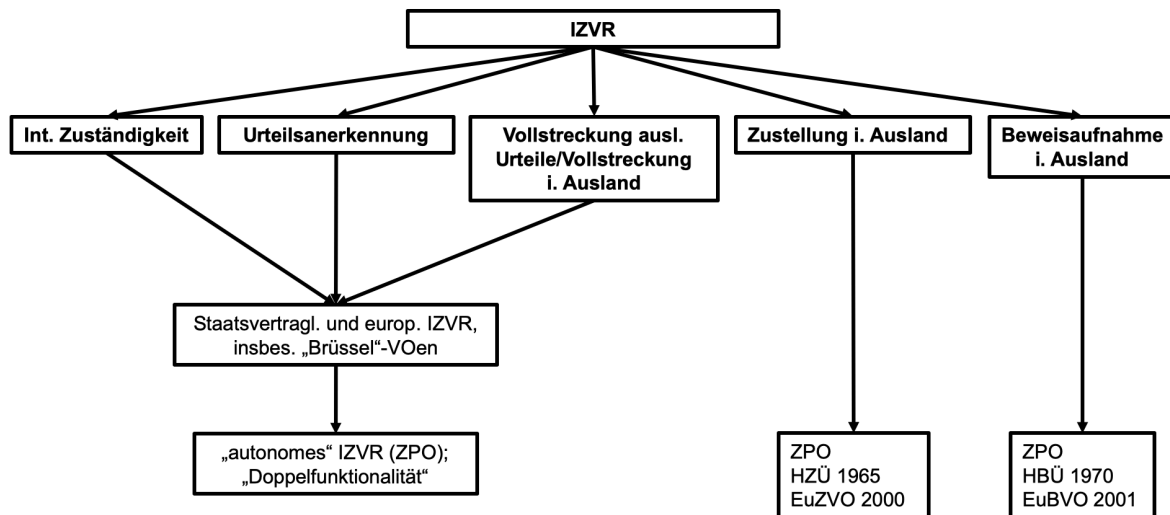 IZVR
Int. Zuständigkeit
Urteilsanerkennung
Vollstreckung ausl.
Urteile/Vollstreckung
i. Ausland
Zustellung i. Ausland
Beweisaufnahme
i. Ausland
Staatsvertragl. und europ. IZVR,
insbes. „Brüssel“-VOen
„autonomes“ IZVR (ZPO);
„Doppelfunktionalität“
ZPO
HZÜ 1965
EuZVO 2000
ZPO
HBÜ 1970
EuBVO 2001